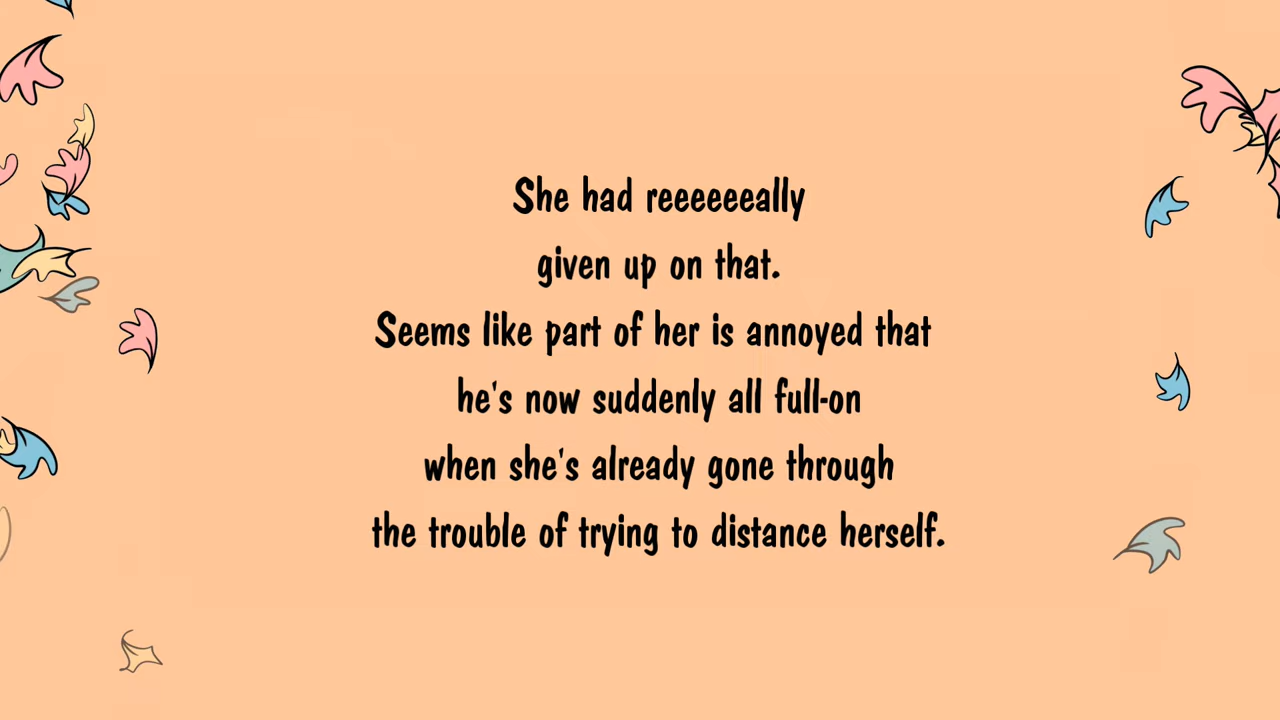 She had reeeeeeally
given up on that.
Seems like part of her is annoyed that
he's now suddenly all full-on
when she's already gone through
the trouble of trying to distance herself.